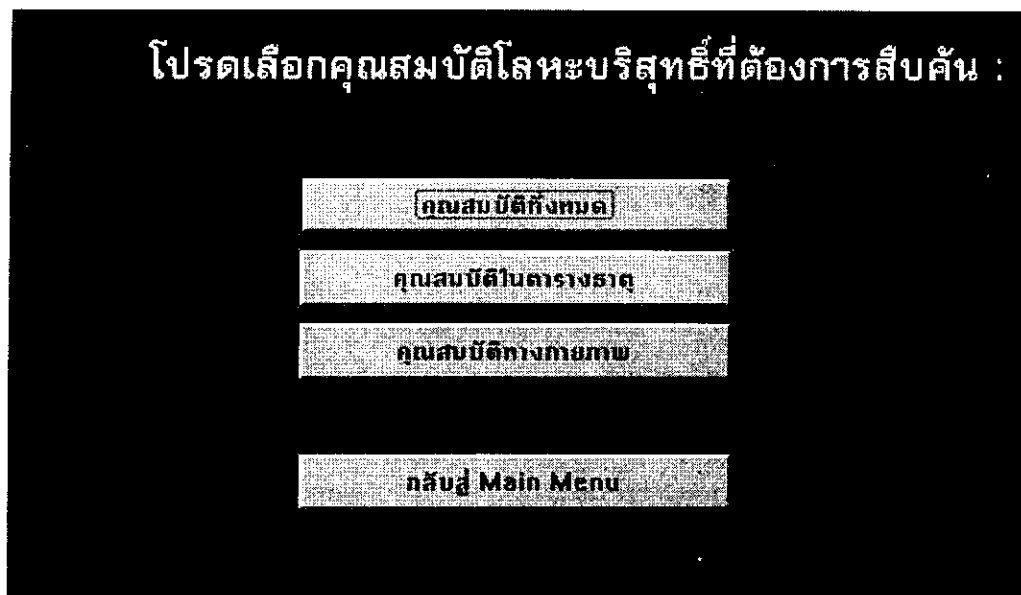 โปรดเลือกคุณสมบัติโลหะบริสุทธิ์ที่ต้องการสืบค้น :
คุณสมบัติทั้งหมด
คุณสมบัติในตารางธาตุ
คุณสมบัติทางกายภาพ
กลับสู่ Main Menu